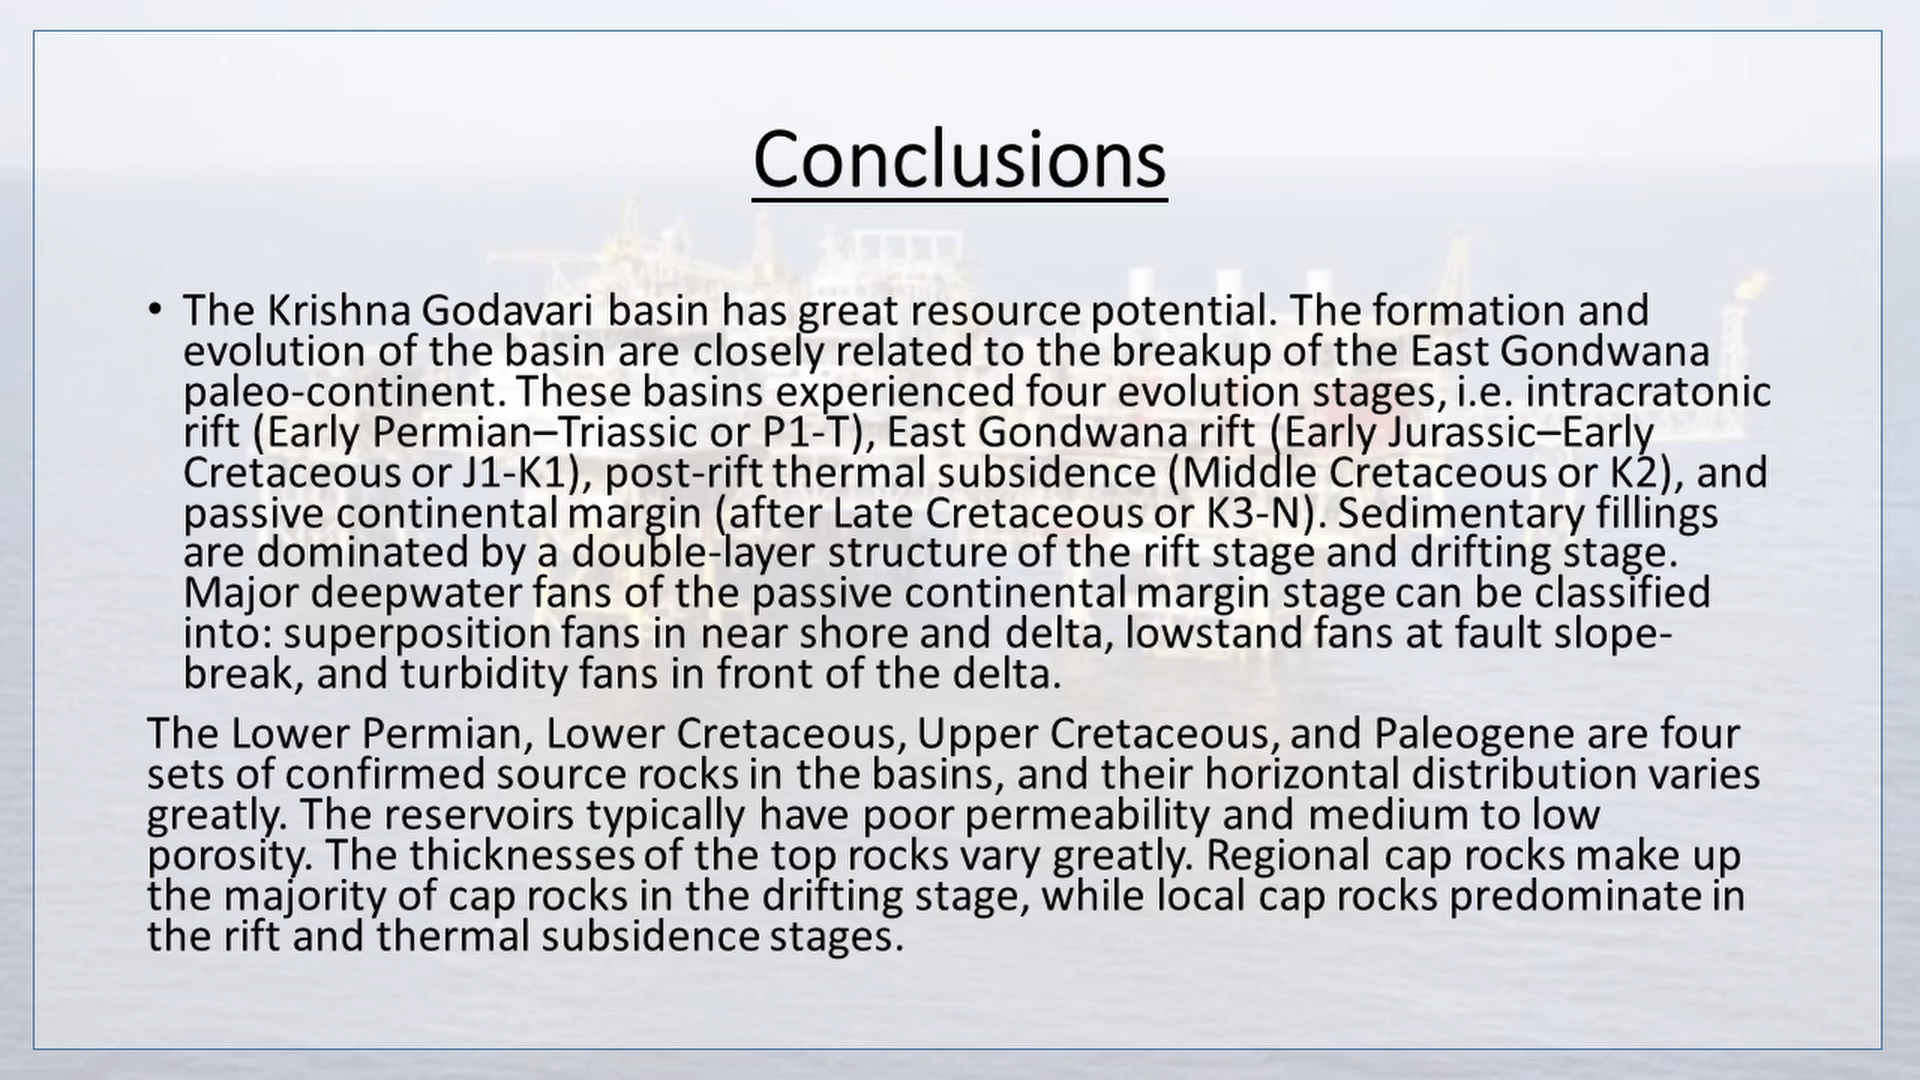 Conclusions
• The Krishna Godavari basin has great resource potential. The formation and
evolution of the basin are closely related to the breakup of the East Gondwana
paleo-continent. These basins experienced four evolution stages, i.e. intracratonic
rift (Early Permian–Triassic or P1-T), East Gondwana rift (Early Jurassic–Early
Cretaceous or J1-K1), post-rift thermal subsidence (Middle Cretaceous or K2), and
passive continental margin (after Late Cretaceous or K3-N). Sedimentary fillings
are dominated by a double-layer structure of the rift stage and drifting stage.
Major deepwater fans of the passive continental margin stage can be classified
into: superposition fans in near shore and delta, lowstand fans at fault slope-
break, and turbidity fans in front of the delta.
The Lower Permian, Lower Cretaceous, Upper Cretaceous, and Paleogene are four
sets of confirmed source rocks in the basins, and their horizontal distribution varies
greatly. The reservoirs typically have poor permeability and medium to low
porosity. The thicknesses of the top rocks vary greatly. Regional cap rocks make up
the majority of cap rocks in the drifting stage, while local cap rocks predominate in
the rift and thermal subsidence stages.